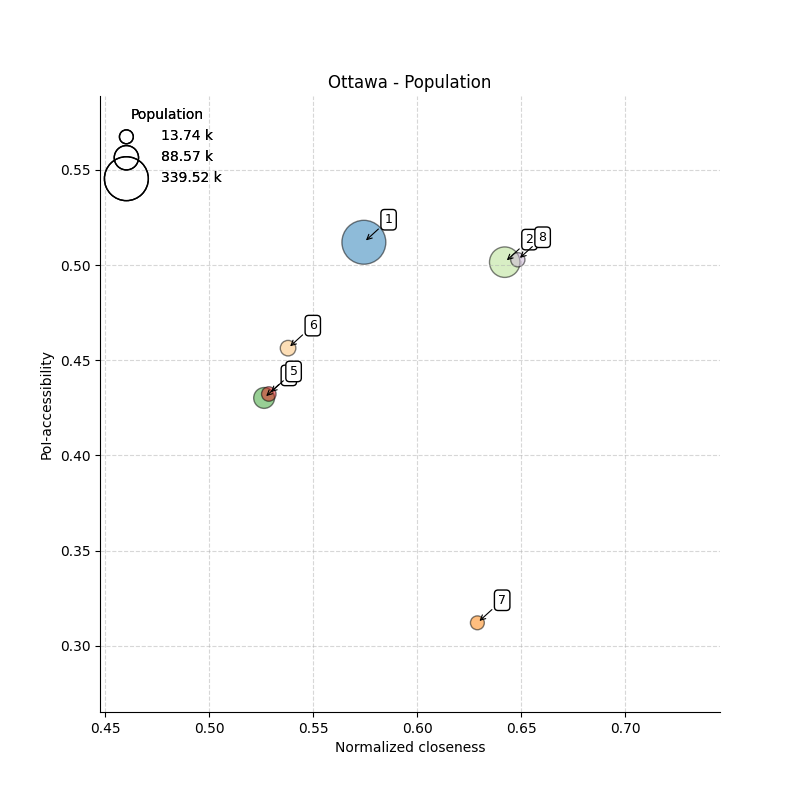 Ottawa - Population
Population
13.74 k
88.57 k
339.52 k
0.55
0.50
0.45
0.40
0.35
0.30
PoI-accessibility
1
2
8
6
5
7
0.45
0.50
0.55
0.60
0.65
0.70
Normalized closeness